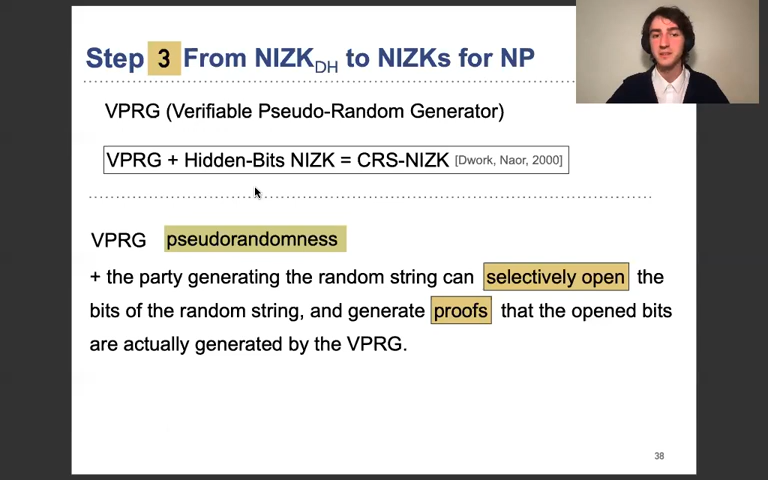 Step 3 From NIZK_DH to NIZKs for NP
VPRG (Verifiable Pseudo-Random Generator)
VPRG + Hidden-Bits NIZK = CRS-NIZK [Dwork, Naor, 2000]
VPRG pseudorandomness
+ the party generating the random string can selectively open the
bits of the random string, and generate proofs that the opened bits
are actually generated by the VPRG.
38